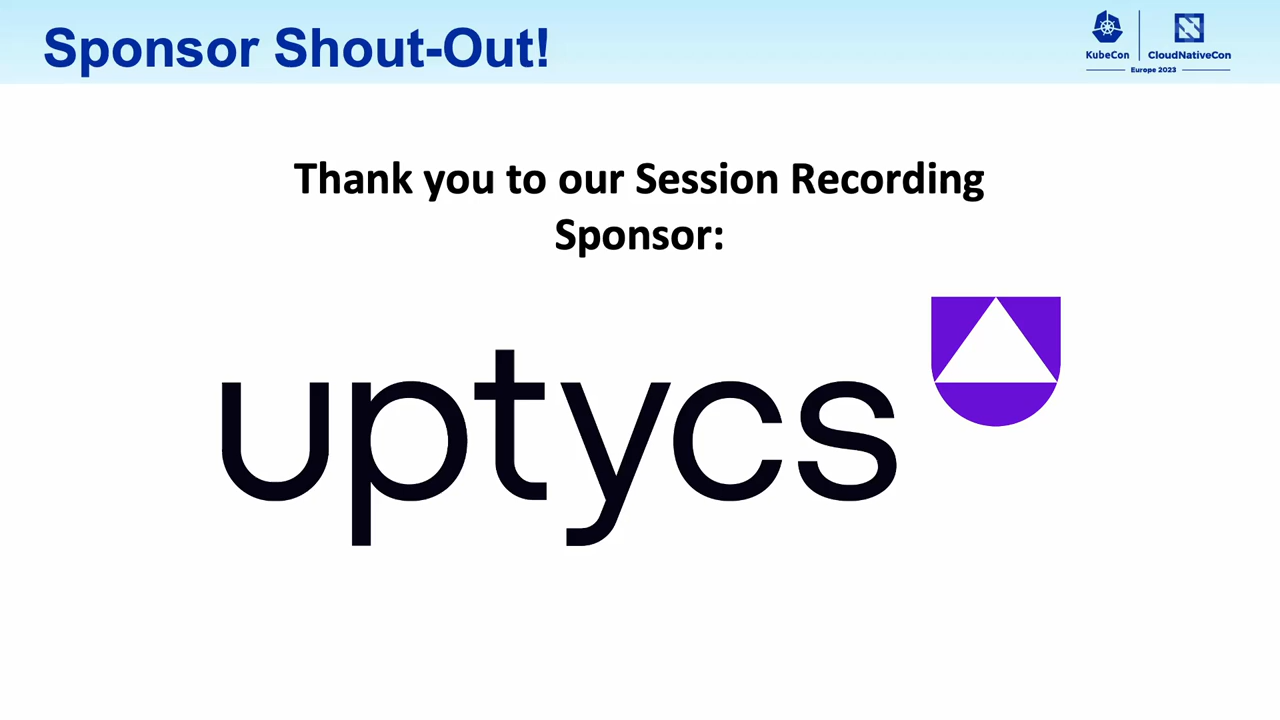 Sponsor Shout-Out!
KubeCon
CloudNativeCon
Europe 2023
Thank you to our Session Recording
Sponsor:
uptycs